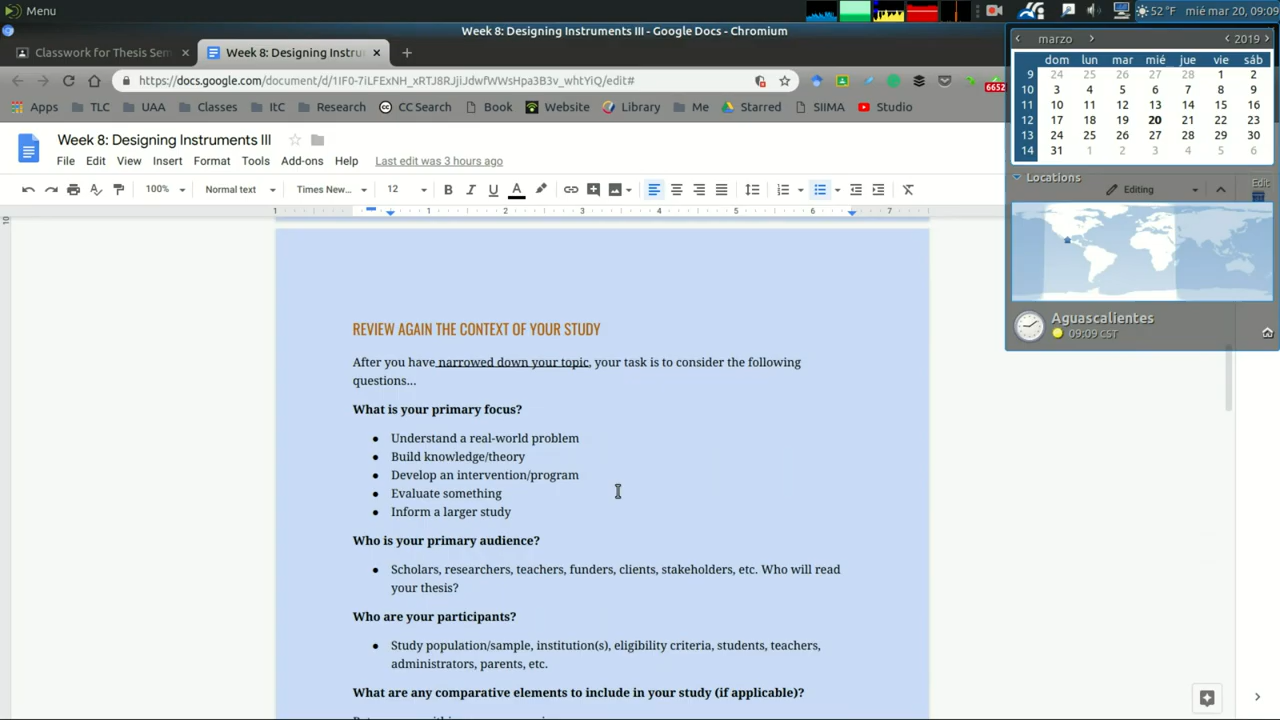 Menu
52 °F mié mar 20, 09:09
Week 8: Designing Instruments III - Google Docs - Chromium
Classwork for Thesis Sem
Week 8: Designing Instru
https://docs.google.com/document/d/1IF0-7iLFExNH_xRTJ8RJjiJdwfWWsHpa3B3v_whtYiQ/edit#
6652
Apps TLC UAA Classes ItC Research CC Search Book Website Library Me Starred SIIMA Studio
marzo 2019
dom lun mar mié jue vie sáb
9 24 25 26 27 28 1 2
10 3 4 5 6 7 8 9
11 10 11 12 13 14 15 16
12 17 18 19 20 21 22 23
13 24 25 26 27 28 29 30
14 31 1 2 3 4 5 6
Locations
Aguascalientes
09:09 CST
Week 8: Designing Instruments III
File Edit View Insert Format Tools Add-ons Help Last edit was 3 hours ago
100% Normal text Times New... 12 Editing
Edit
1 1 2 3 4 5 6 7
10
REVIEW AGAIN THE CONTEXT OF YOUR STUDY
After you have narrowed down your topic, your task is to consider the following
questions...
What is your primary focus?
● Understand a real-world problem
● Build knowledge/theory
● Develop an intervention/program
● Evaluate something
● Inform a larger study
Who is your primary audience?
● Scholars, researchers, teachers, funders, clients, stakeholders, etc. Who will read
your thesis?
Who are your participants?
● Study population/sample, institution(s), eligibility criteria, students, teachers,
administrators, parents, etc.
What are any comparative elements to include in your study (if applicable)?